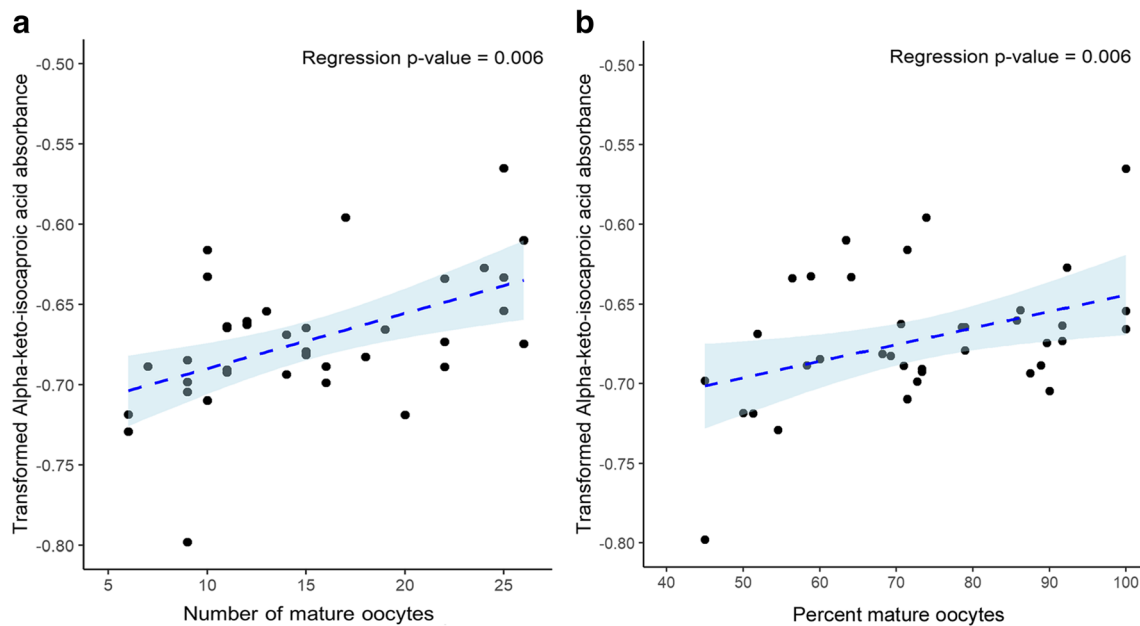 a
Regression p-value = 0.006
Transformed Alpha-keto-isocaproic acid absorbance
-0.50
-0.55
-0.60
-0.65
-0.70
-0.75
-0.80
5 10 15 20 25
Number of mature oocytes
b
Regression p-value = 0.006
Transformed Alpha-keto-isocaproic acid absorbance
-0.50
-0.55
-0.60
-0.65
-0.70
-0.75
-0.80
40 50 60 70 80 90 100
Percent mature oocytes